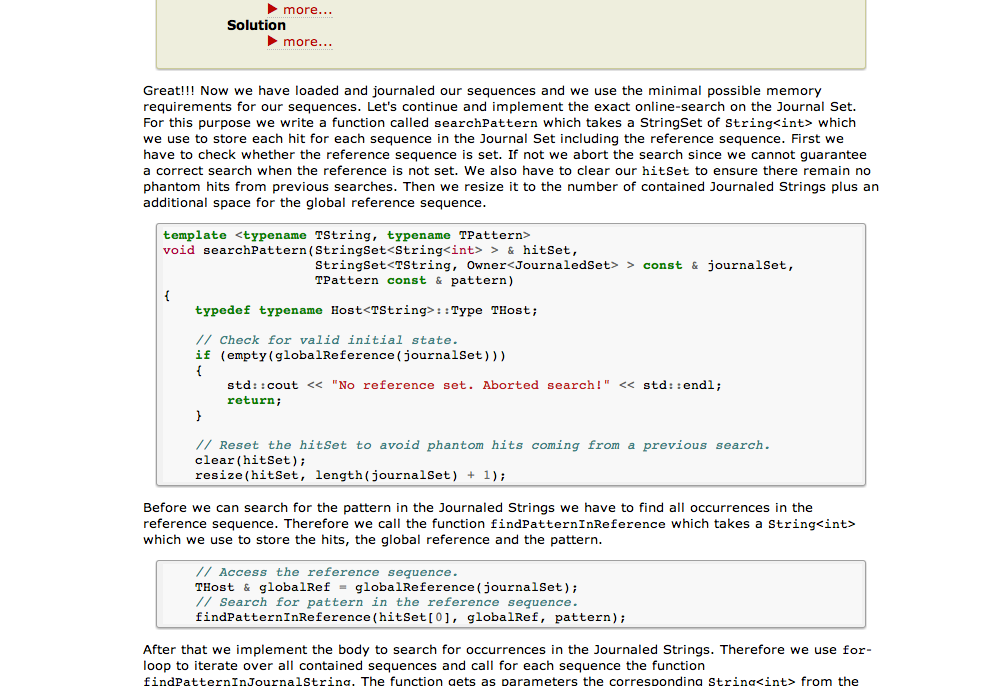 ▶ more...
Solution
▶ more...
Great!!! Now we have loaded and journaled our sequences and we use the minimal possible memory
requirements for our sequences. Let's continue and implement the exact online-search on the Journal Set.
For this purpose we write a function called searchPattern which takes a StringSet of String<int> which
we use to store each hit for each sequence in the Journal Set including the reference sequence. First we
have to check whether the reference sequence is set. If not we abort the search since we cannot guarantee
a correct search when the reference is not set. We also have to clear our hitSet to ensure there remain no
phantom hits from previous searches. Then we resize it to the number of contained Journaled Strings plus an
additional space for the global reference sequence.
template <typename TString, typename TPattern>
void searchPattern(StringSet<String<int> > & hitSet,
                   StringSet<TString, Owner<JournaledSet> > const & journalSet,
                   TPattern const & pattern)
{
    typedef typename Host<TString>::Type THost;
    // Check for valid initial state.
    if (empty(globalReference(journalSet)))
    {
        std::cout << "No reference set. Aborted search!" << std::endl;
        return;
    }
    // Reset the hitSet to avoid phantom hits coming from a previous search.
    clear(hitSet);
    resize(hitSet, length(journalSet) + 1);
Before we can search for the pattern in the Journaled Strings we have to find all occurrences in the
reference sequence. Therefore we call the function findPatternInReference which takes a String<int>
which we use to store the hits, the global reference and the pattern.
    // Access the reference sequence.
    THost & globalRef = globalReference(journalSet);
    // Search for pattern in the reference sequence.
    findPatternInReference(hitSet[0], globalRef, pattern);
After that we implement the body to search for occurrences in the Journaled Strings. Therefore we use for-
loop to iterate over all contained sequences and call for each sequence the function
findPatternInJournalString. The function gets as parameters the corresponding String<int> from the